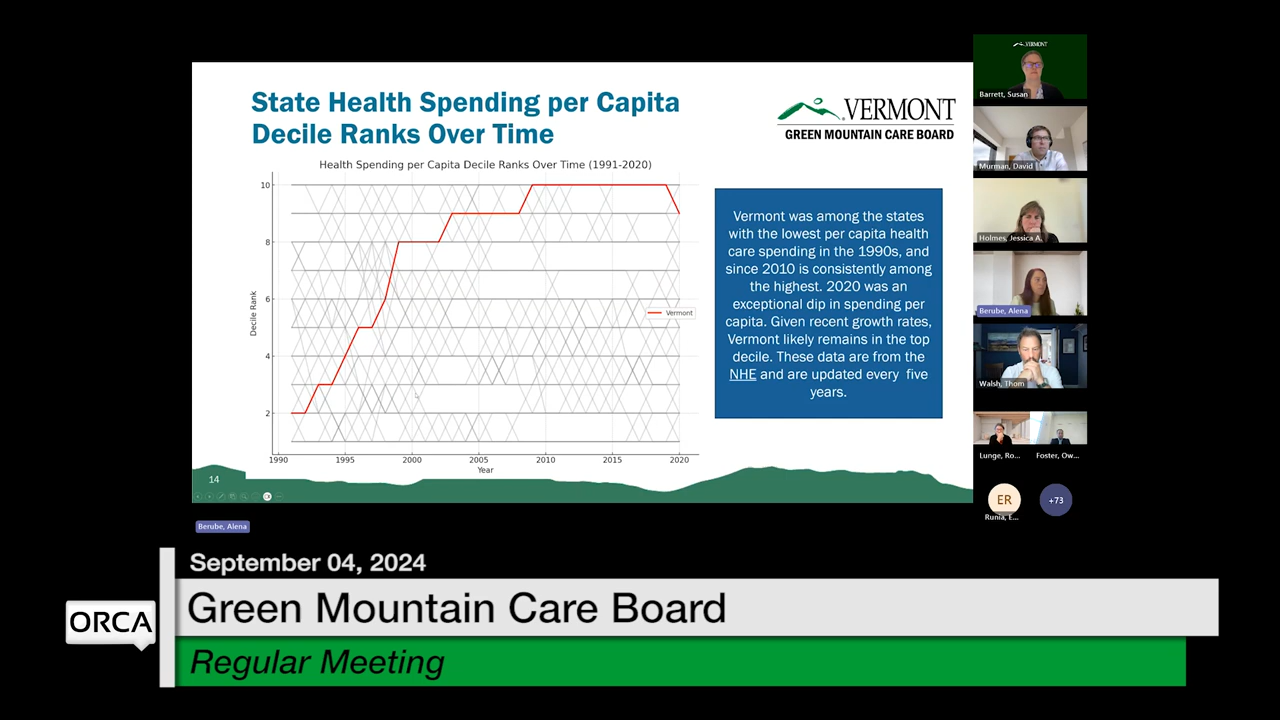 State Health Spending per Capita
Decile Ranks Over Time
VERMONT
GREEN MOUNTAIN CARE BOARD
Health Spending per Capita Decile Ranks Over Time (1991-2020)
10
8
6
4
2
Decile Rank
Vermont
1990 1995 2000 2005 2010 2015 2020
Year
Vermont was among the states
with the lowest per capita health
care spending in the 1990s, and
since 2010 is consistently among
the highest. 2020 was an
exceptional dip in spending per
capita. Given recent growth rates,
Vermont likely remains in the top
decile. These data are from the
NHE and are updated every five
years.
14
VERMONT
Barrett, Susan
Murman, David
Holmes, Jessica A.
Berube, Alena
Walsh, Thom
Lunge, Ro... Foster, Ow...
ER +73
Runia, E...
Berube, Alena
September 04, 2024
ORCA
Green Mountain Care Board
Regular Meeting